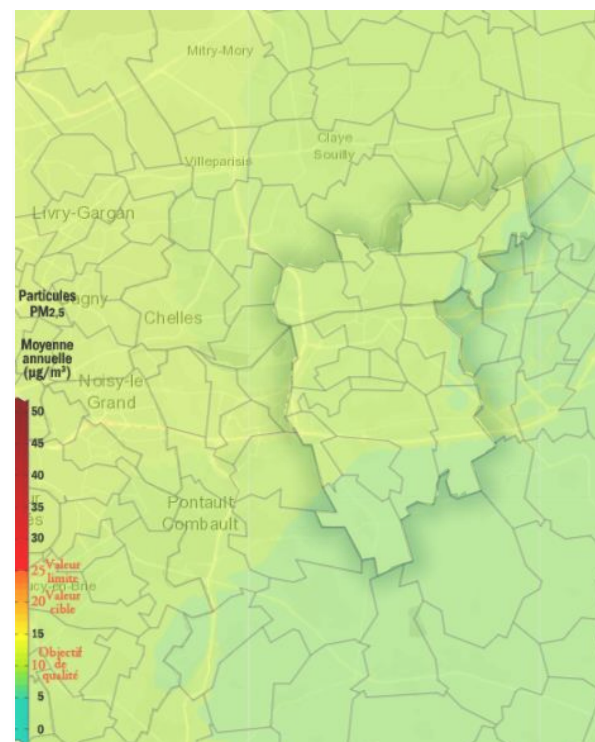 Mitry-Mory
Claye
Souilly
Villeparisis
Livry-Gargan
Particules
PM2,5
Chelles
Moyenne
annuelle
(µg/m³)
Noisy-le
Grand
50
45
40
35
30
Pontault
Combault
25 Valeur
limite
20 Valeur
cible
15
Objectif
10 de
qualité
5
0